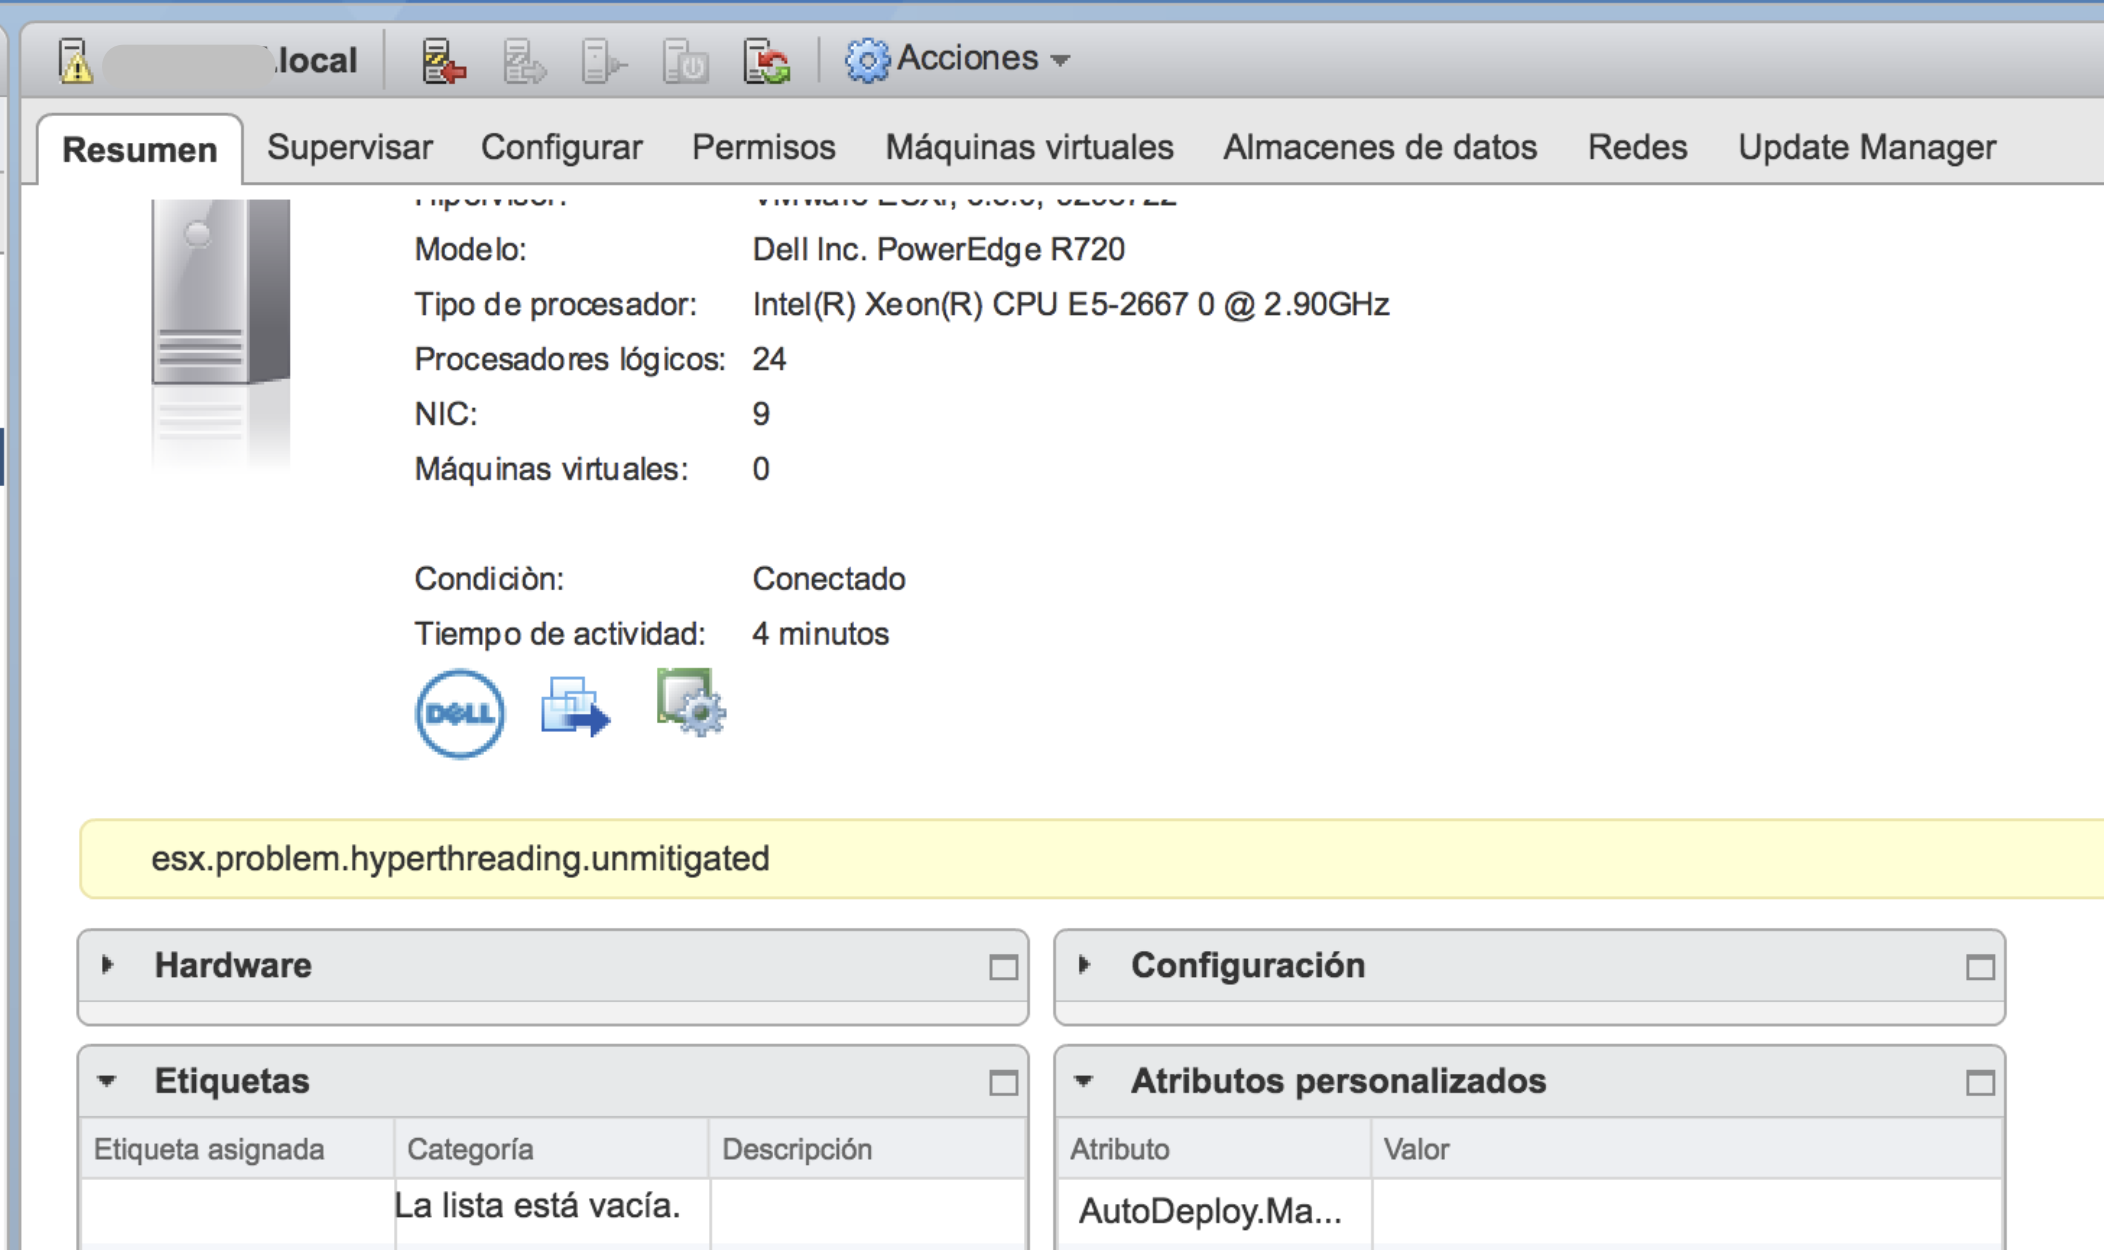 .local Acciones
Resumen Supervisar Configurar Permisos Máquinas virtuales Almacenes de datos Redes Update Manager
Modelo: Dell Inc. PowerEdge R720
Tipo de procesador: Intel(R) Xeon(R) CPU E5-2667 0 @ 2.90GHz
Procesadores lógicos: 24
NIC: 9
Máquinas virtuales: 0
Condiciòn: Conectado
Tiempo de actividad: 4 minutos
DELL
esx.problem.hyperthreading.unmitigated
Hardware Configuración
Etiquetas Atributos personalizados
Etiqueta asignada Categoría Descripción Atributo Valor
La lista está vacía. AutoDeploy.Ma...